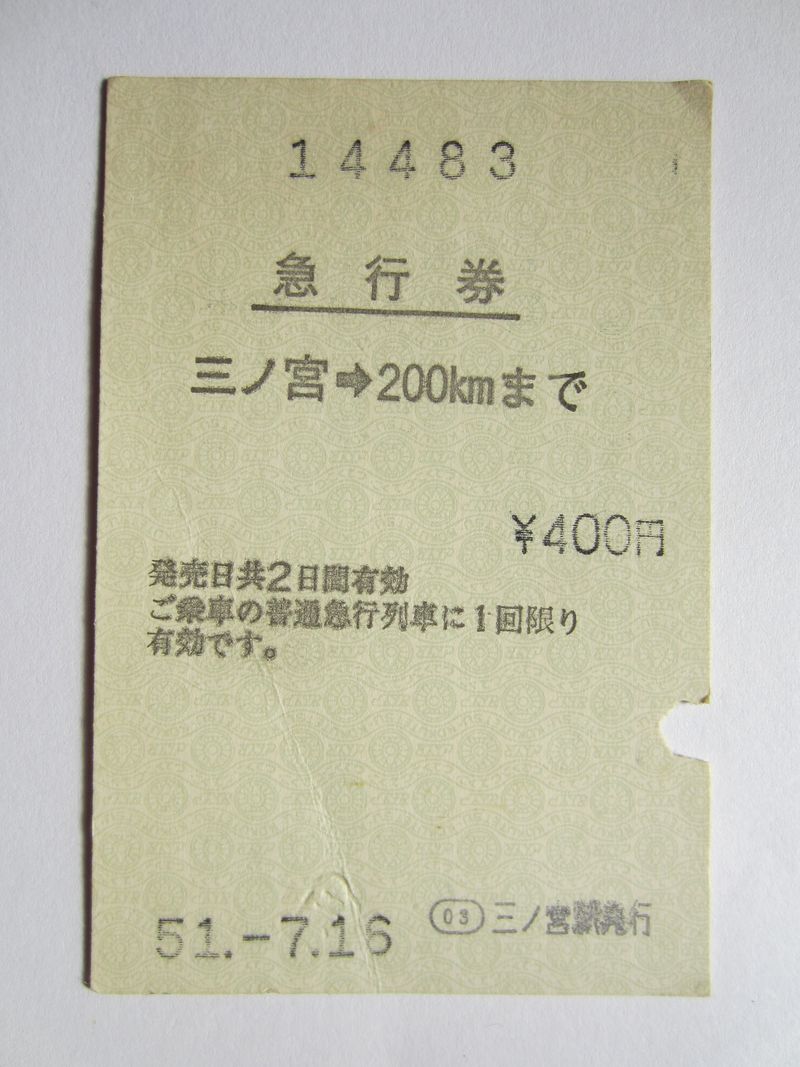 14483
急行券
三ノ宮➡200kmまで
¥400円
発売日共2日間有効
ご乗車の普通急行列車に1回限り
有効です。
51.-7.16
03 三ノ宮駅発行